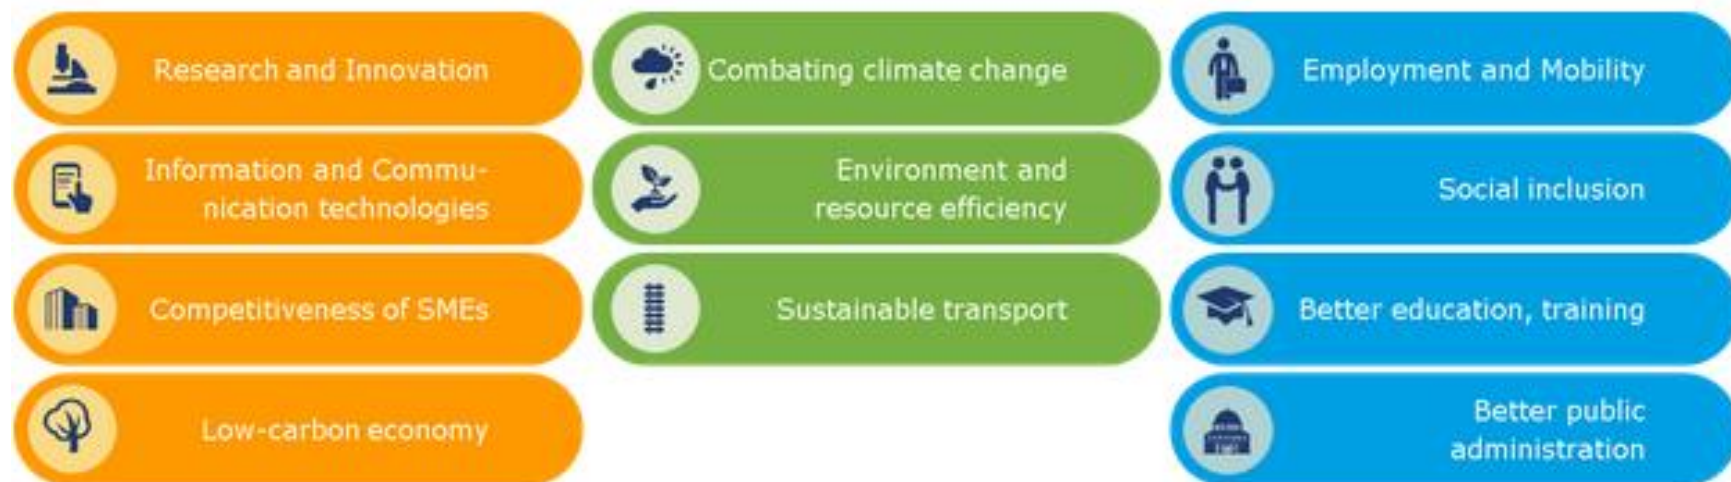 Research and Innovation
Information and Commu-
nication technologies
Competitiveness of SMEs
Low-carbon economy
Combating climate change
Environment and
resource efficiency
Sustainable transport
Employment and Mobility
Social inclusion
Better education, training
Better public
administration